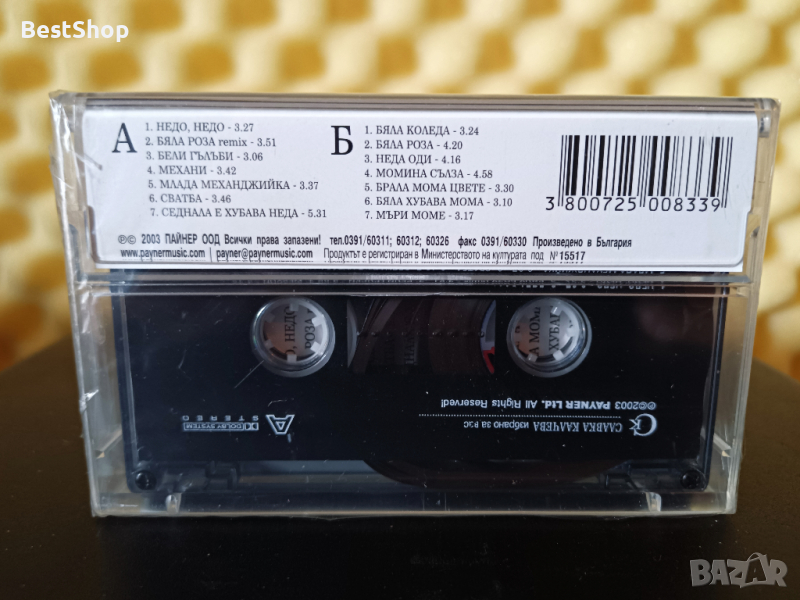 BestShop
А
1. НЕДО, НЕДО - 3.27
2. БЯЛА РОЗА remix - 3.51
3. БЕЛИ ГЪЛЪБИ - 3.06
4. МЕХАНИ - 3.42
5. МЛАДА МЕХАНДЖИЙКА - 3.37
6. СВАТБА - 3.46
7. СЕДНАЛА Е ХУБАВА НЕДА - 5.31
Б
1. БЯЛА КОЛЕДА - 3.24
2. БЯЛА РОЗА - 4.20
3. НЕДА ОДИ - 4.16
4. МОМИНА СЪЛЗА - 4.58
5. БРАЛА МОМА ЦВЕТЕ - 3.30
6. БЯЛА ХУБАВА МОМА - 3.10
7. МЪРИ МОМЕ - 3.17
3 800725 008339
℗© 2003 ПАЙНЕР ООД Всички права запазени! тел.0391/60311; 60312; 60326 факс 0391/60330 Произведено в България
www.paynermusic.com | payner@paynermusic.com Продуктът е регистриран в Министерството на културата под №15517
, НЕДО
РОЗА
А МОМ
ХУБАВ
℗©2003 PAYNER Ltd. All Rights Reserved!
СЛАВКА КАЛЧЕВА избрано за
DOLBY SYSTEM
STEREO
A
BAZAR